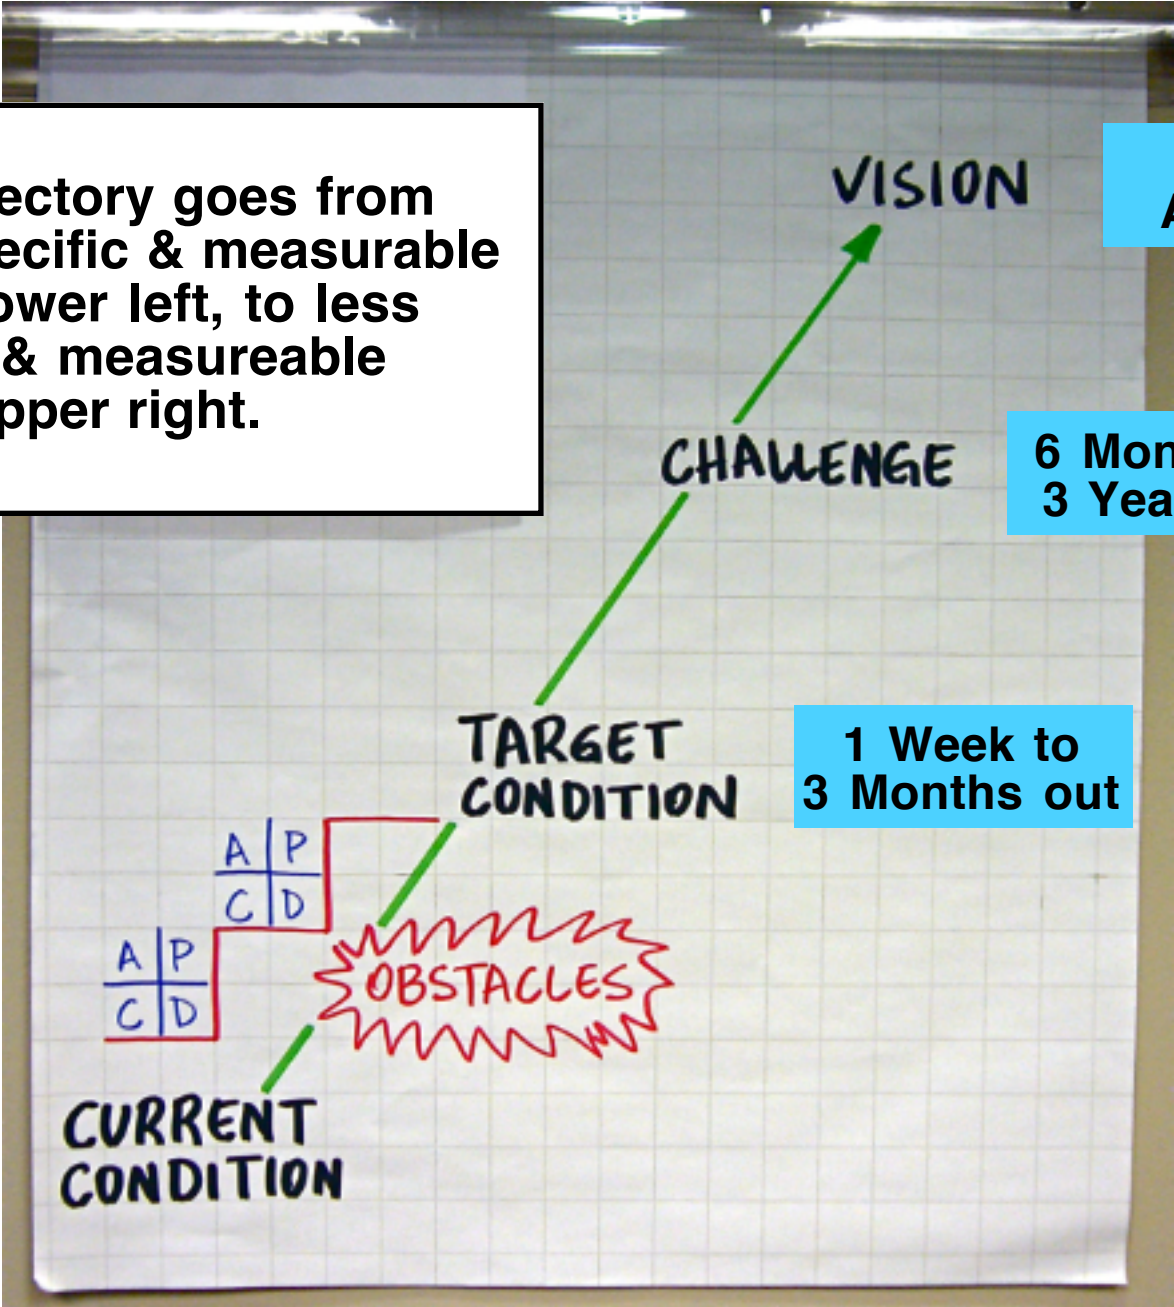 VISION
A
ectory goes from
ecific & measurable
ower left, to less
& measureable
pper right.
CHALLENGE
6 Mon
3 Yea
TARGET
CONDITION
1 Week to
3 Months out
A P
C D
A P
C D
OBSTACLES
CURRENT
CONDITION